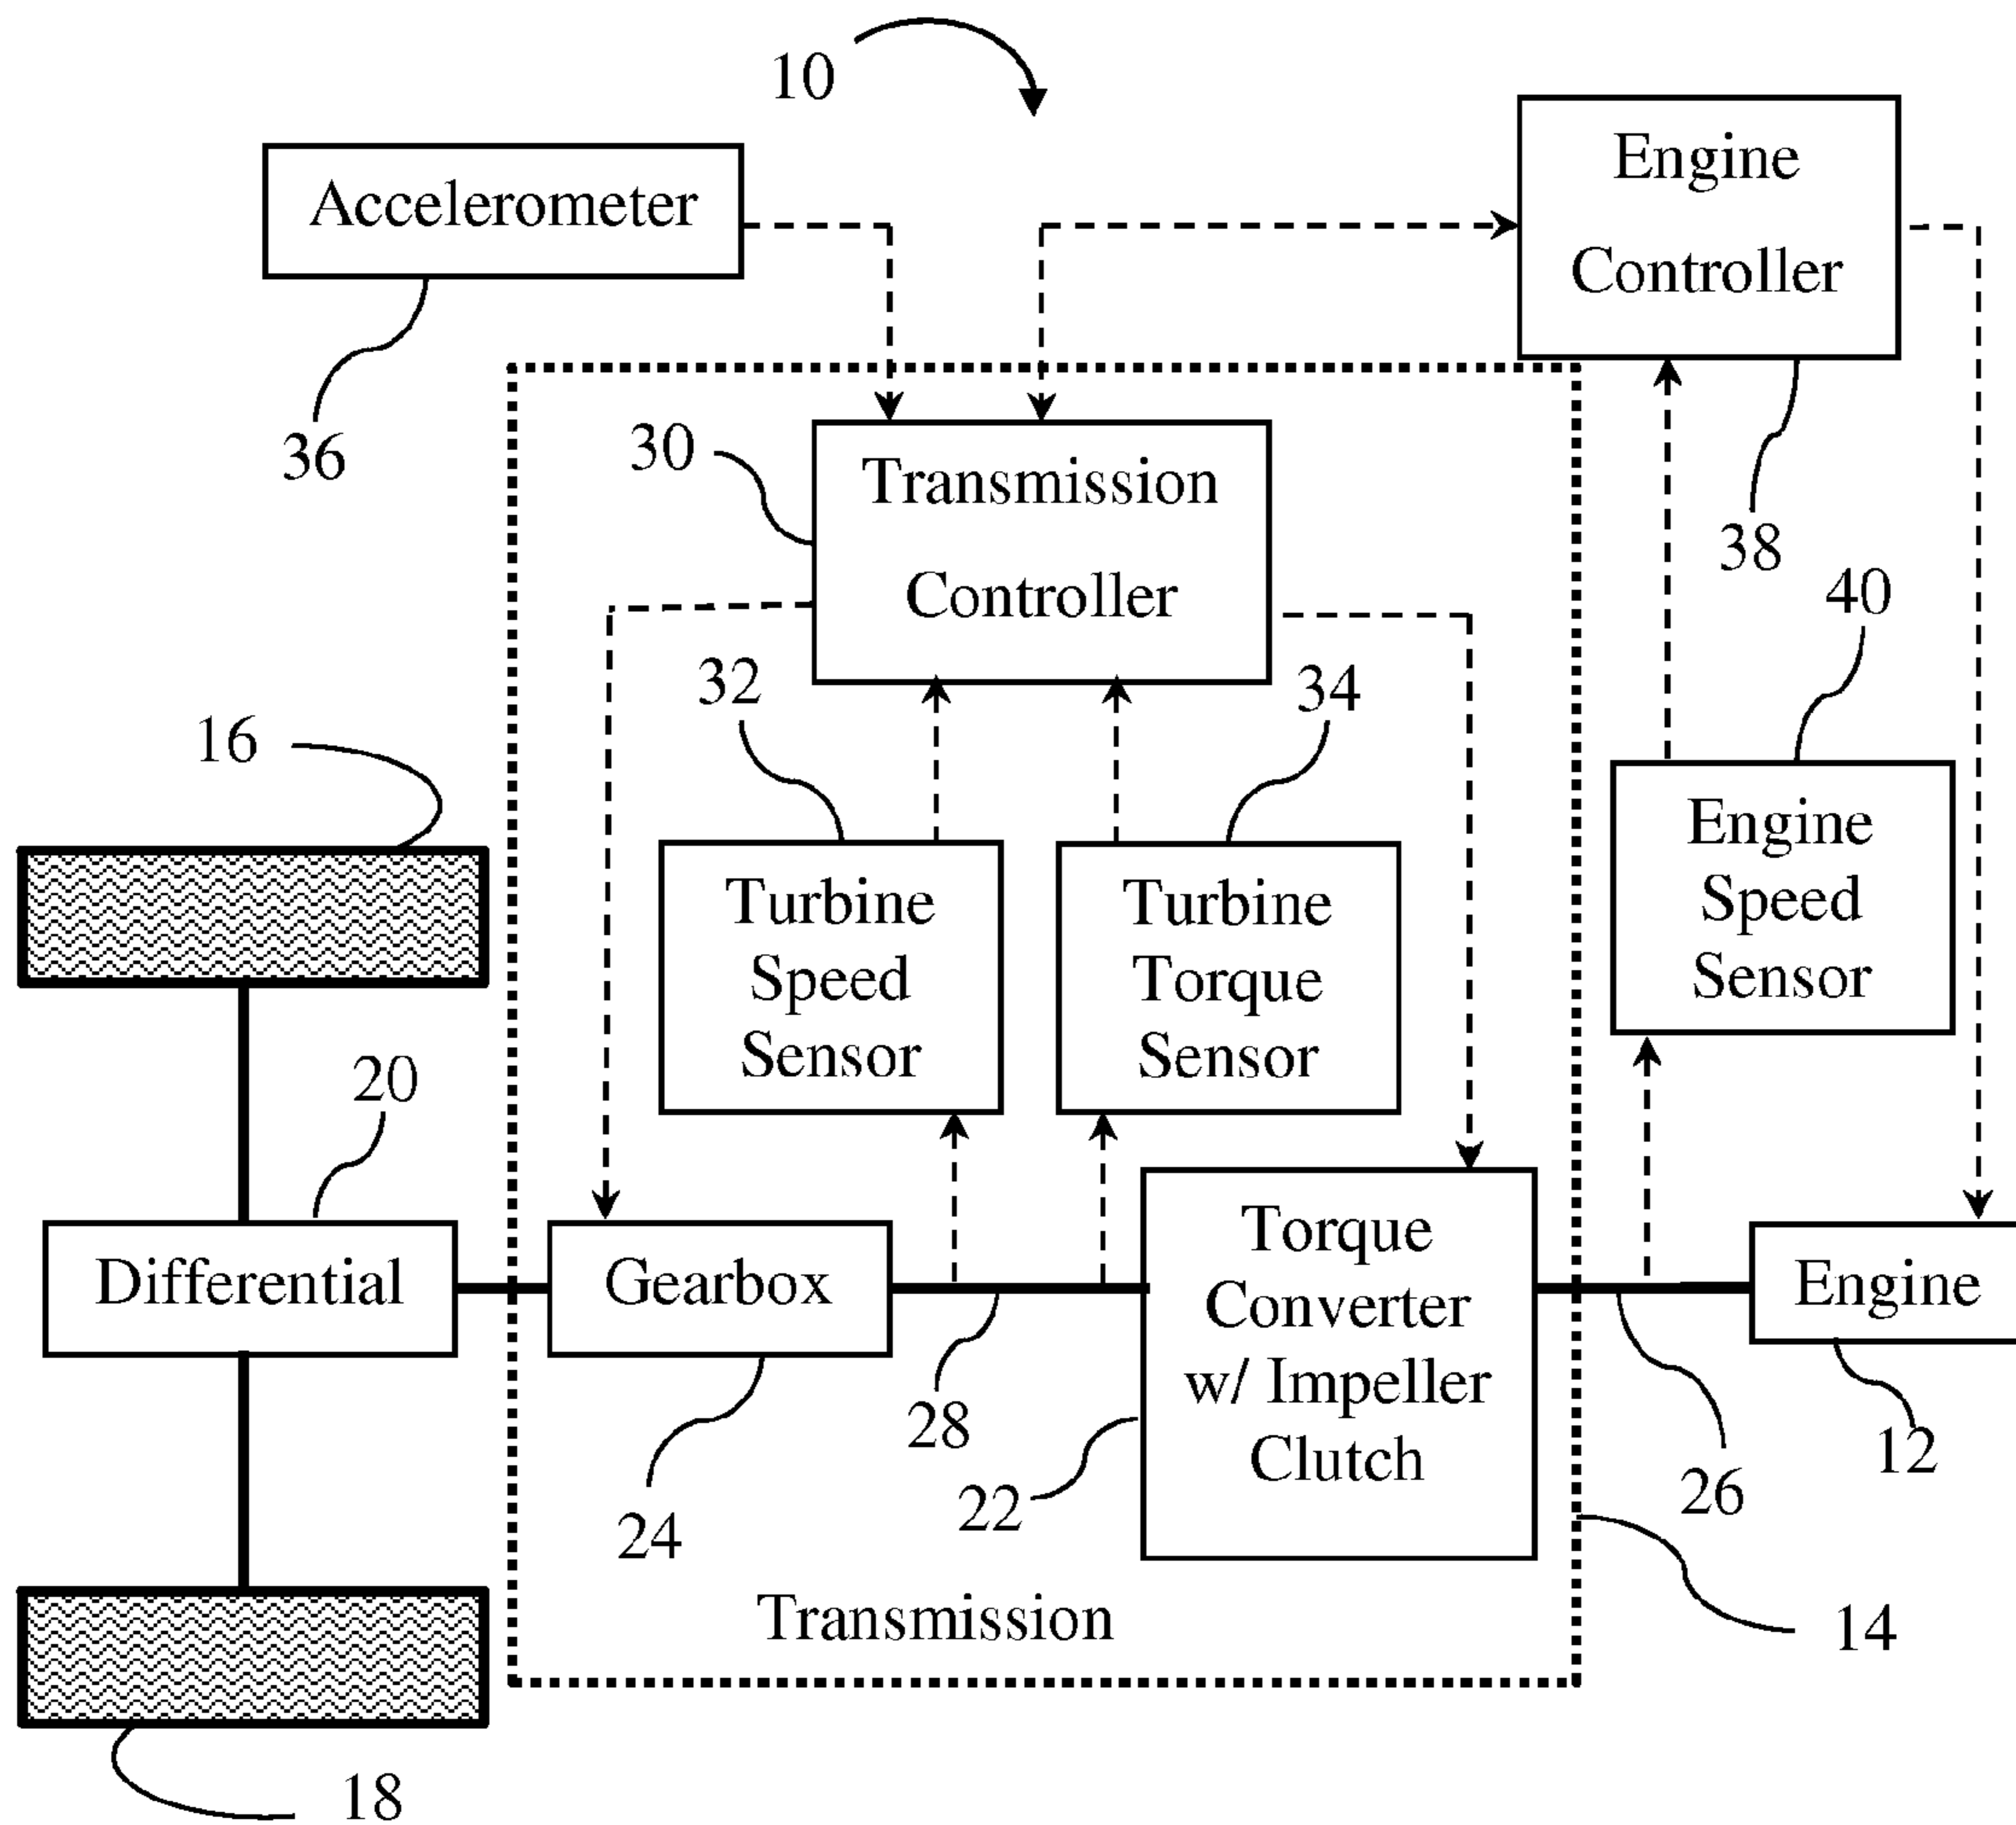 10
Engine
Controller
Accelerometer
36
30
Transmission
Controller
38
40
32
34
16
Engine
Speed
Sensor
Turbine
Speed
Sensor
Turbine
Torque
Sensor
20
Differential
Gearbox
Torque
Converter
w/ Impeller
Clutch
Engine
28
22
24
26
12
Transmission
14
18